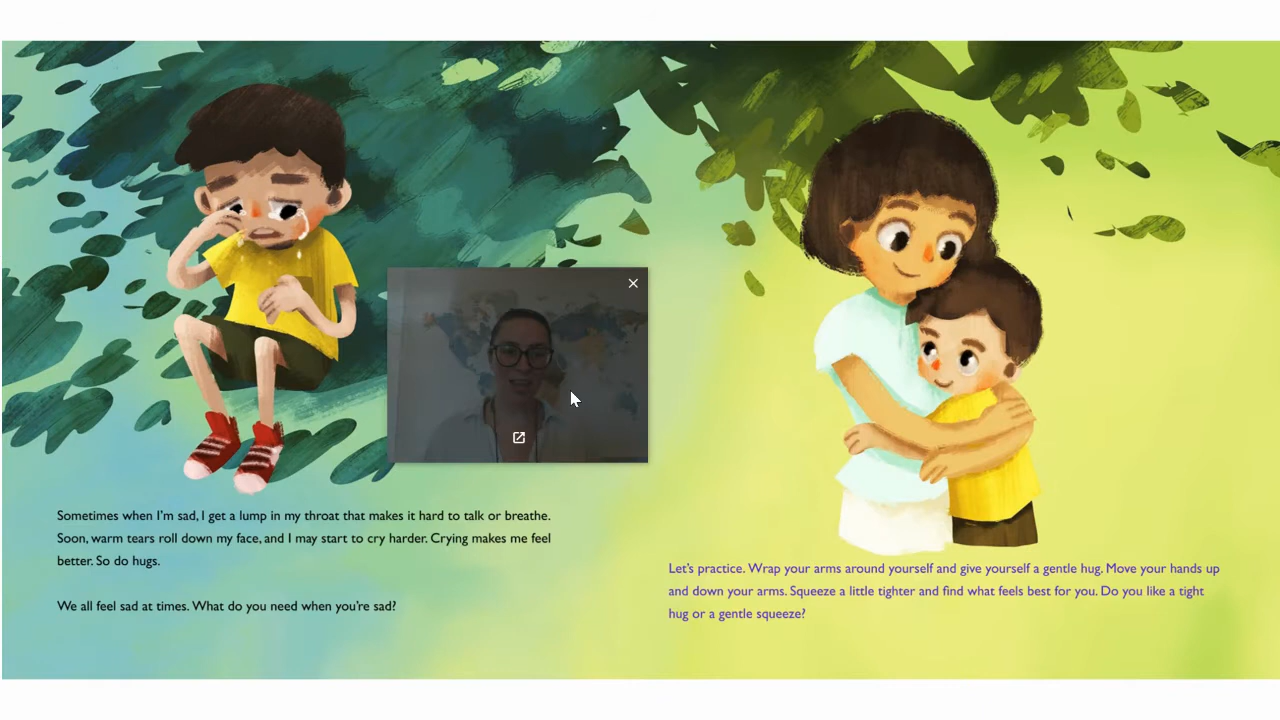 Sometimes when I'm sad, I get a lump in my throat that makes it hard to talk or breathe.
Soon, warm tears roll down my face, and I may start to cry harder. Crying makes me feel
better. So do hugs.
We all feel sad at times. What do you need when you're sad?
Let's practice. Wrap your arms around yourself and give yourself a gentle hug. Move your hands up
and down your arms. Squeeze a little tighter and find what feels best for you. Do you like a tight
hug or a gentle squeeze?